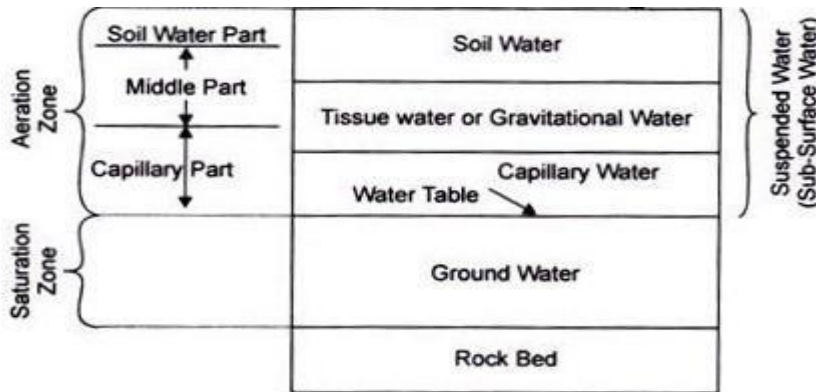 Aeration
Zone
Soil Water Part
Middle Part
Capillary Part
Saturation
Zone
Soil Water
Tissue water or Gravitational Water
Capillary Water
Water Table
Ground Water
Rock Bed
Suspended Water
(Sub-Surface Water)